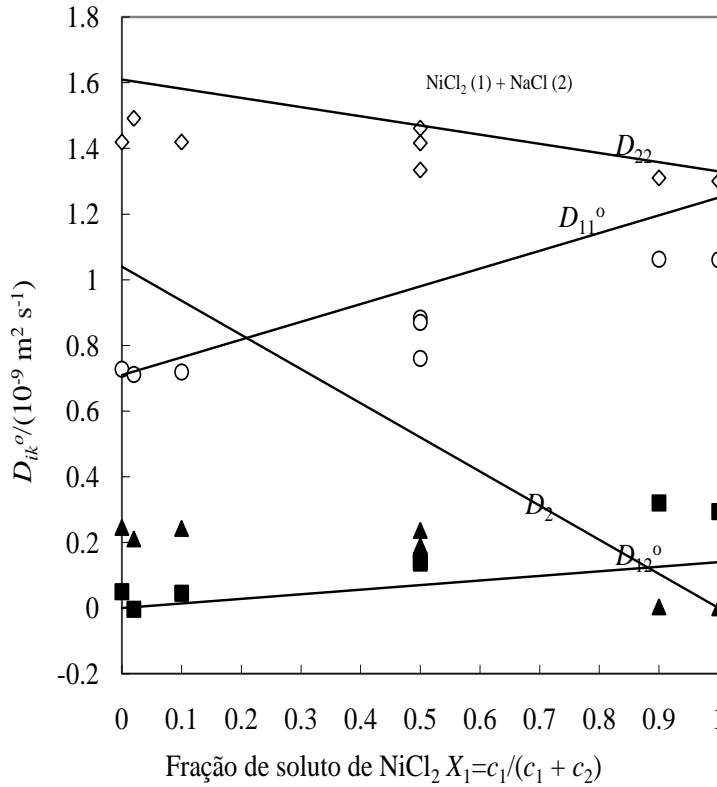 1.8
1.6
NiCl₂ (1) + NaCl (2)
D₂₂
1.4
D₁₁ᵒ
1.2
1
0.8
Dᵢₖᵒ/(10⁻⁹ m² s⁻¹)
0.6
0.4
D₂
0.2
D₁₂ᵒ
0
-0.2
0 0.1 0.2 0.3 0.4 0.5 0.6 0.7 0.8 0.9 1
Fração de soluto de NiCl₂ X₁=c₁/(c₁ + c₂)